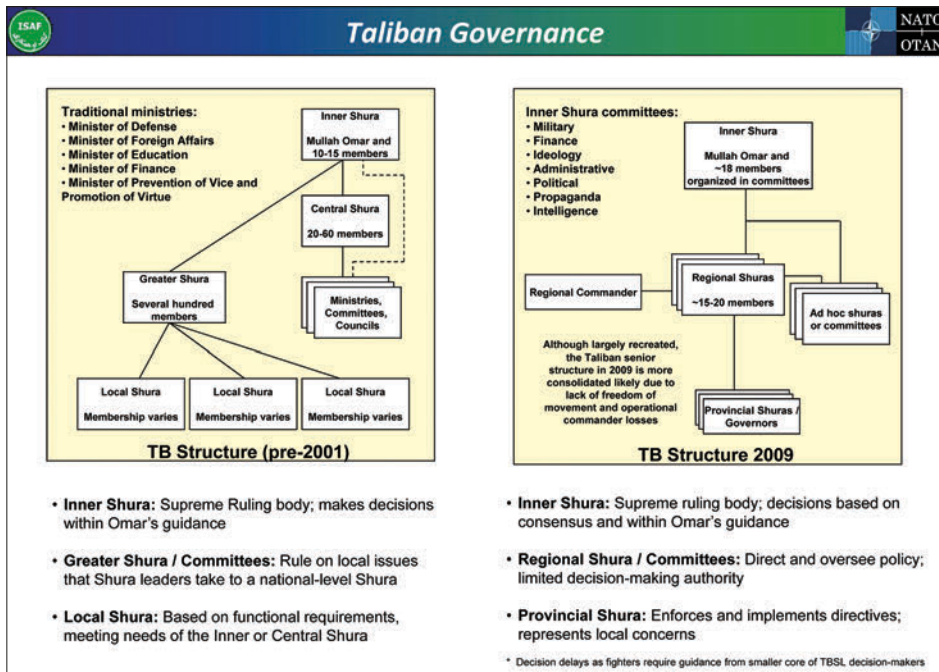 ISAF
Taliban Governance
NATO
OTAN
Traditional ministries:
• Minister of Defense
• Minister of Foreign Affairs
• Minister of Education
• Minister of Finance
• Minister of Prevention of Vice and
Promotion of Virtue
Inner Shura
Mullah Omar and
10-15 members
Central Shura
20-60 members
Greater Shura
Several hundred
members
Ministries,
Committees,
Councils
Local Shura
Membership varies
Local Shura
Membership varies
Local Shura
Membership varies
TB Structure (pre-2001)
Inner Shura committees:
• Military
• Finance
• Ideology
• Administrative
• Political
• Propaganda
• Intelligence
Inner Shura
Mullah Omar and
~18 members
organized in committees
Regional Commander
Regional Shuras
~15-20 members
Ad hoc shuras
or committees
Although largely recreated,
the Taliban senior
structure in 2009 is more
consolidated likely due to
lack of freedom of
movement and operational
commander losses
Provincial Shuras /
Governors
TB Structure 2009
• Inner Shura: Supreme Ruling body; makes decisions
within Omar's guidance
• Greater Shura / Committees: Rule on local issues
that Shura leaders take to a national-level Shura
• Local Shura: Based on functional requirements,
meeting needs of the Inner or Central Shura
• Inner Shura: Supreme ruling body; decisions based on
consensus and within Omar's guidance
• Regional Shura / Committees: Direct and oversee policy;
limited decision-making authority
• Provincial Shura: Enforces and implements directives;
represents local concerns
* Decision delays as fighters require guidance from smaller core of TBSL decision-makers